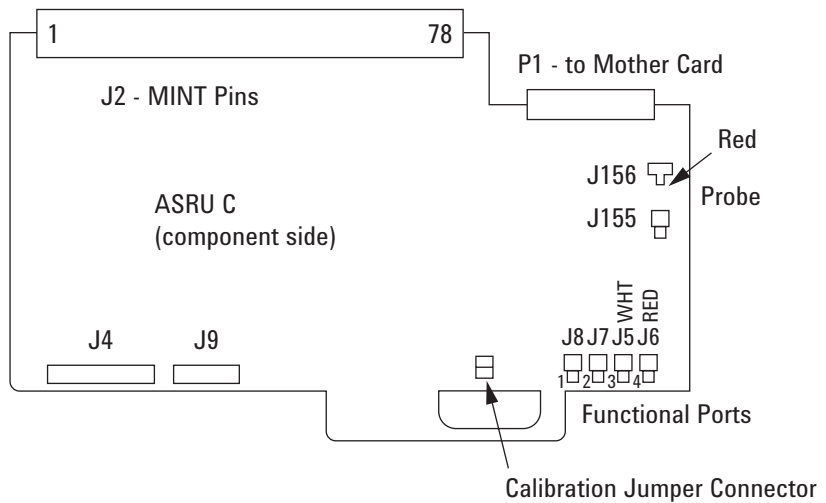 1 78
P1 - to Mother Card
J2 - MINT Pins
Red
J156
Probe
ASRU C
(component side)
J155
WHT
RED
J4
J9
J8 J7 J5 J6
1 2 3 4
Functional Ports
Calibration Jumper Connector